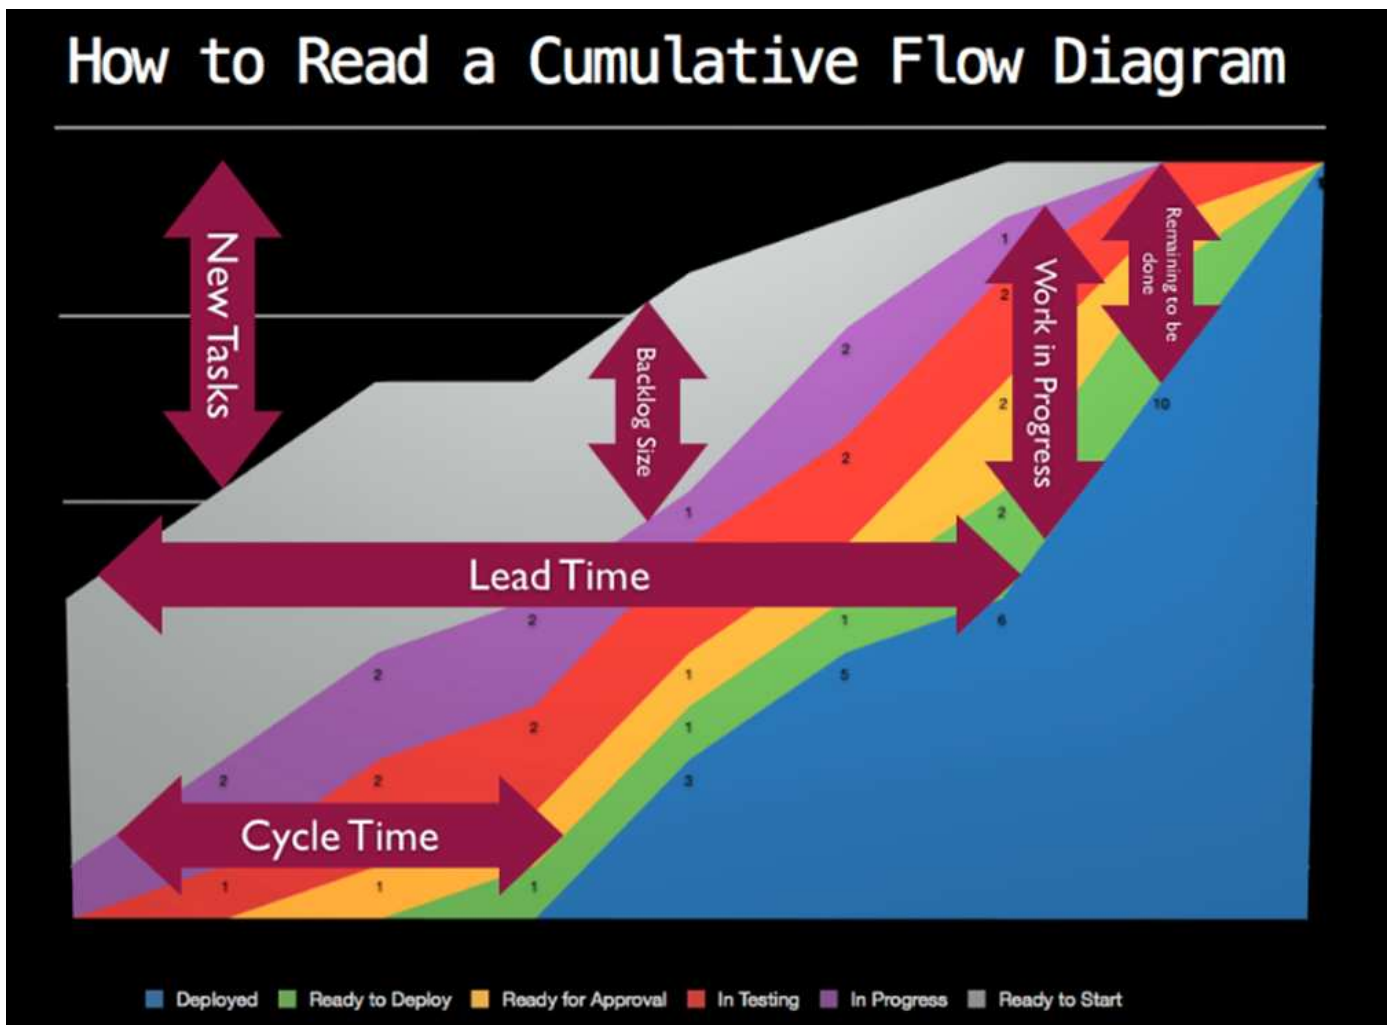 How to Read a Cumulative Flow Diagram
New Tasks
Backlog Size
Work in Progress
Remaining to be
done
Lead Time
Cycle Time
1
2
2
2
2
2
10
1
2
2
1
6
2
1
5
2
2
1
2
2
3
1
1
1
Deployed Ready to Deploy Ready for Approval In Testing In Progress Ready to Start